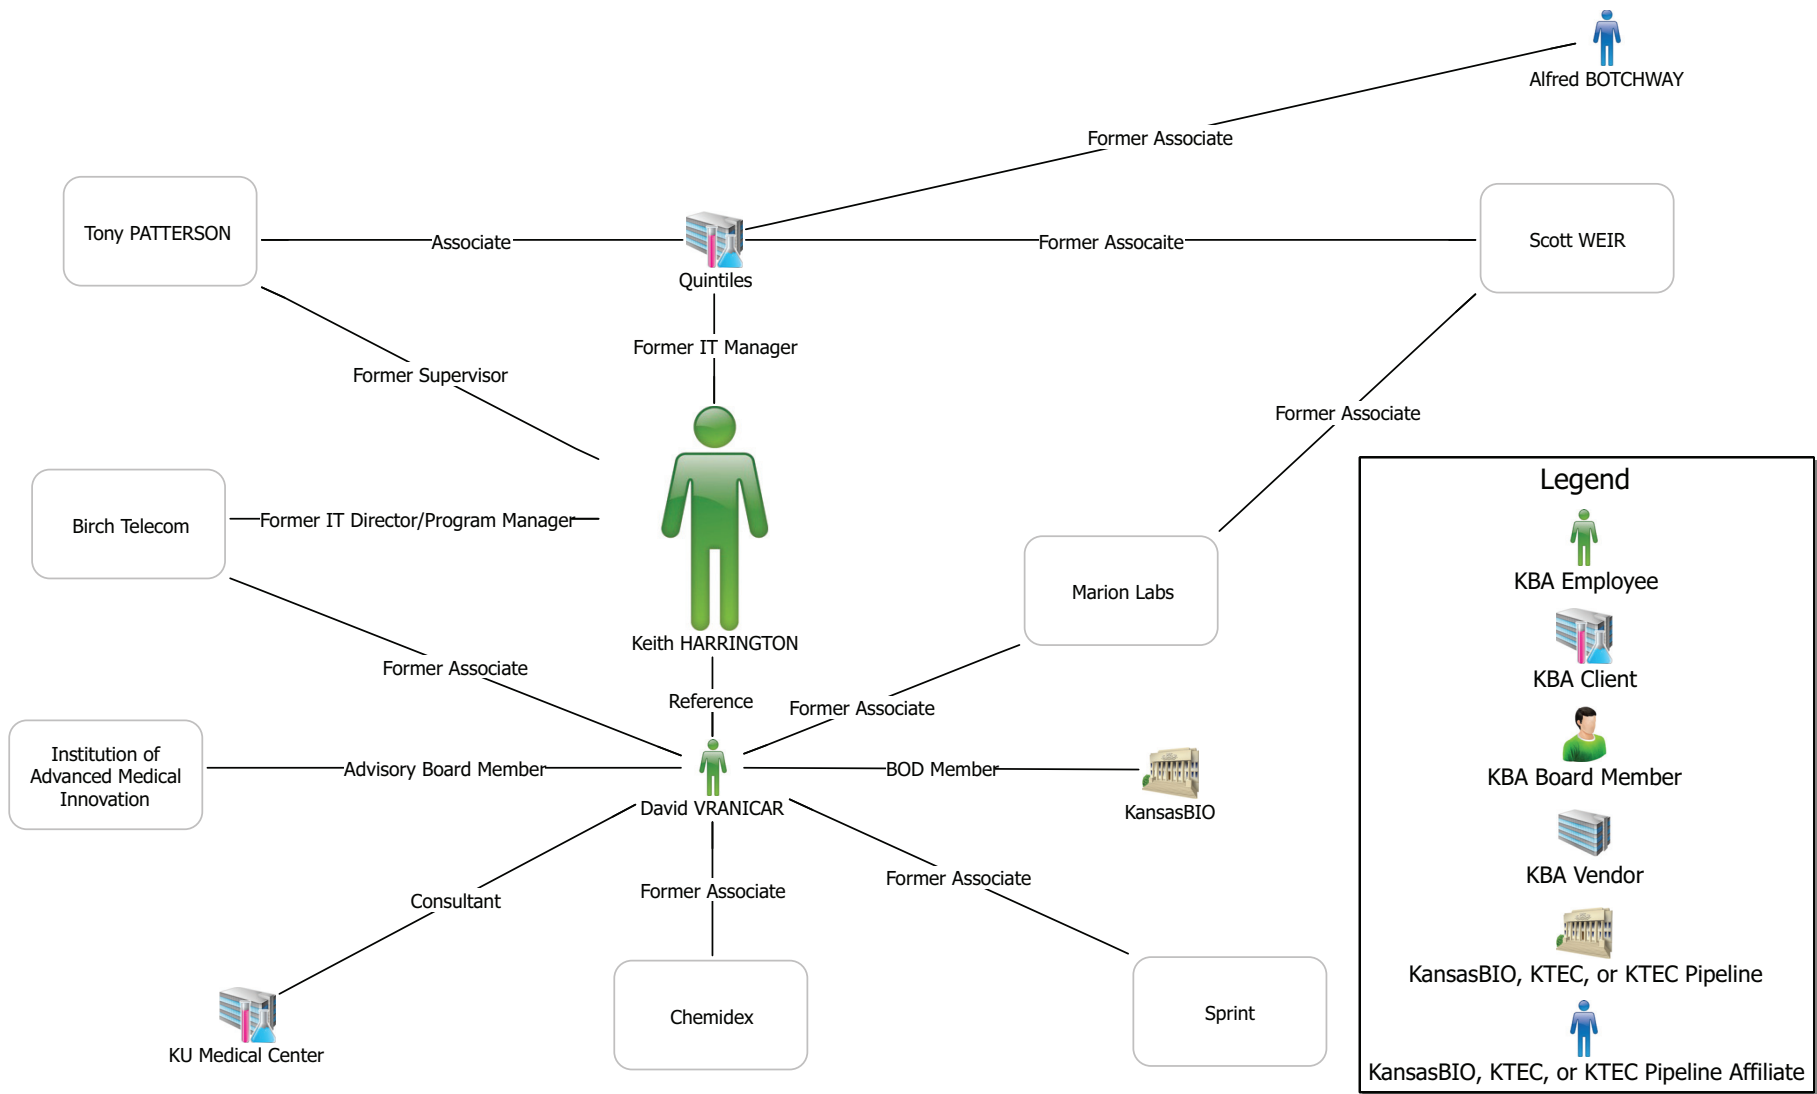 Alfred BOTCHWAY
Former Associate
Tony PATTERSON
Associate
Former Assocaite
Scott WEIR
Quintiles
Former IT Manager
Former Supervisor
Former Associate
Birch Telecom
Former IT Director/Program Manager
Marion Labs
Keith HARRINGTON
Former Associate
Reference
Former Associate
Institution of
Advanced Medical
Innovation
Advisory Board Member
BOD Member
David VRANICAR
KansasBIO
Consultant
Former Associate
Former Associate
KU Medical Center
Chemidex
Sprint
Legend
KBA Employee
KBA Client
KBA Board Member
KBA Vendor
KansasBIO, KTEC, or KTEC Pipeline
KansasBIO, KTEC, or KTEC Pipeline Affiliate